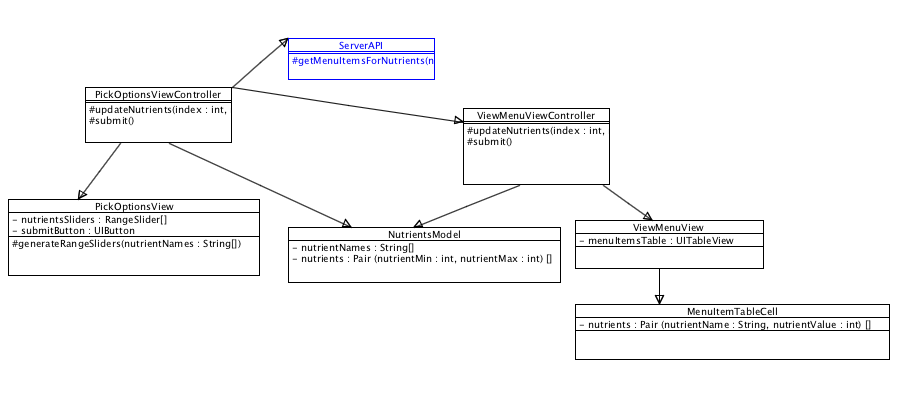 ServerAPI
#getMenuItemsForNutrients(n
PickOptionsViewController
#updateNutrients(index : int,
#submit()
ViewMenuViewController
#updateNutrients(index : int,
#submit()
PickOptionsView
- nutrientsSliders : RangeSlider[]
- submitButton : UIButton
#generateRangeSliders(nutrientNames : String[])
NutrientsModel
- nutrientNames : String[]
- nutrients : Pair (nutrientMin : int, nutrientMax : int) []
ViewMenuView
- menuItemsTable : UITableView
MenuItemTableCell
- nutrients : Pair (nutrientName : String, nutrientValue : int) []